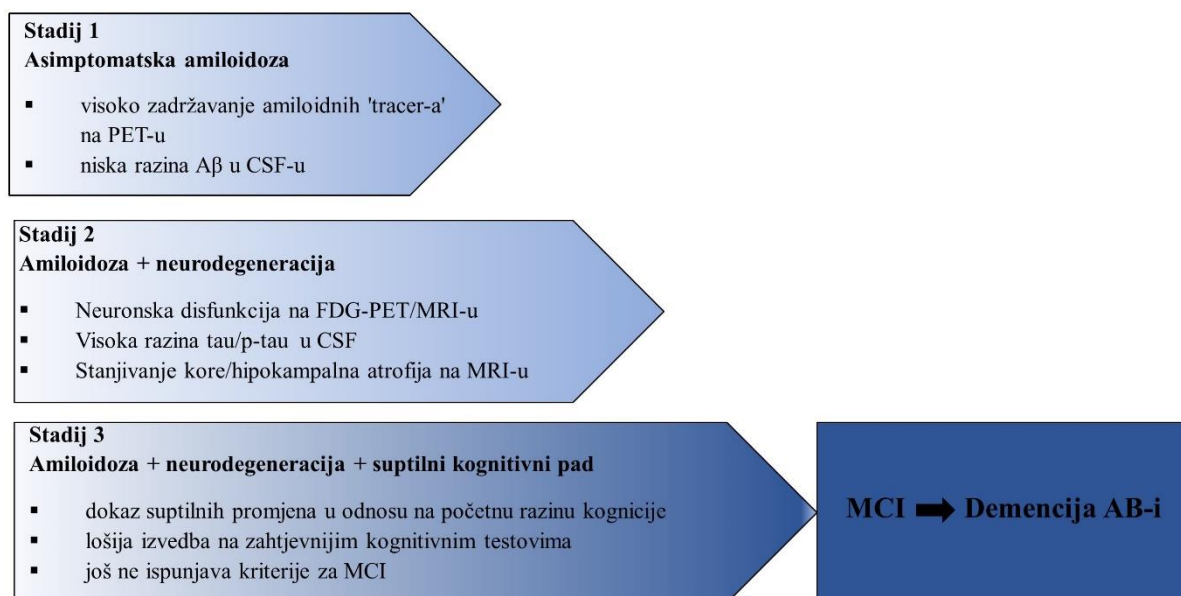 Stadij 1
Asimptomatska amiloidoza
▪ visoko zadržavanje amiloidnih 'tracer-a'
na PET-u
▪ niska razina Aβ u CSF-u
Stadij 2
Amiloidoza + neurodegeneracija
▪ Neuronska disfunkcija na FDG-PET/MRI-u
▪ Visoka razina tau/p-tau u CSF
▪ Stanjivanje kore/hipokampalna atrofija na MRI-u
Stadij 3
Amiloidoza + neurodegeneracija + suptilni kognitivni pad
▪ dokaz suptilnih promjena u odnosu na početnu razinu kognicije
▪ lošija izvedba na zahtjevnijim kognitivnim testovima
▪ još ne ispunjava kriterije za MCI
MCI ➡ Demencija AB-i